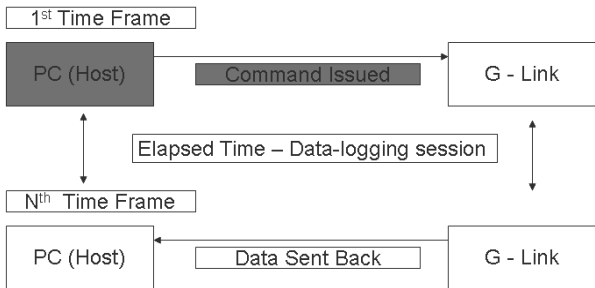 1st Time Frame
PC (Host)
Command Issued
G - Link
Elapsed Time – Data-logging session
Nth Time Frame
PC (Host)
Data Sent Back
G - Link